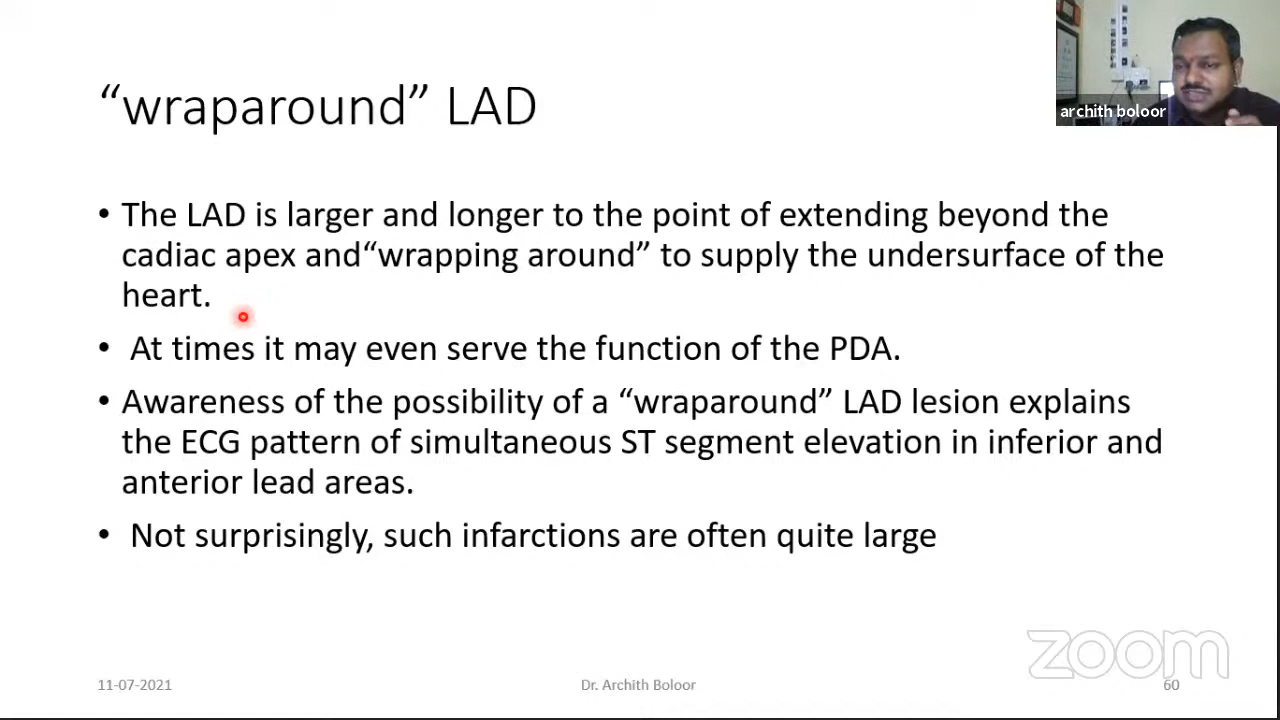 “wraparound” LAD
archith boloor
• The LAD is larger and longer to the point of extending beyond the
cadiac apex and“wrapping around” to supply the undersurface of the
heart.
• At times it may even serve the function of the PDA.
• Awareness of the possibility of a “wraparound” LAD lesion explains
the ECG pattern of simultaneous ST segment elevation in inferior and
anterior lead areas.
• Not surprisingly, such infarctions are often quite large
zoom
11-07-2021
Dr. Archith Boloor
60